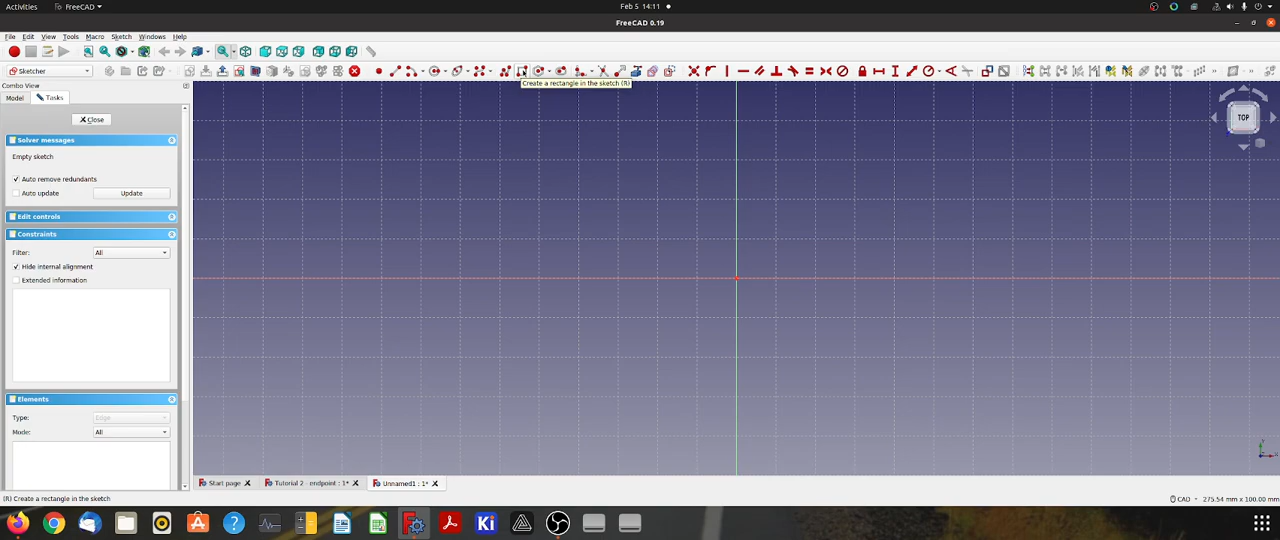 Activities
FreeCAD
Feb 5 14:11
FreeCAD 0.19
File Edit View Tools Macro Sketch Windows Help
Sketcher
Create a rectangle in the sketch (R)
Combo View
Model Tasks
Close
TOP
Solver messages
Empty sketch
Auto remove redundants
Auto update Update
Edit controls
Constraints
Filter: All
Hide internal alignment
Extended information
Elements
Type: Edge
Mode: All
Start page
Tutorial 2 - endpoint : 1*
Unnamed1 : 1*
(R) Create a rectangle in the sketch
CAD
275.54 mm x 100.00 mm
Ki